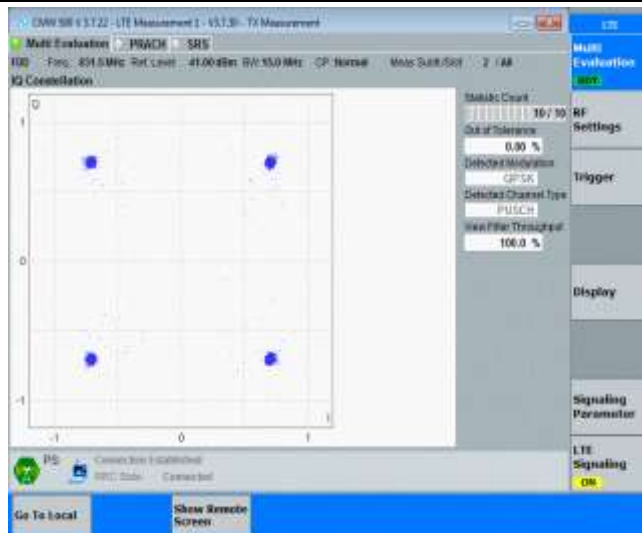 CMW 500 V 3.7.22 - LTE Measurement 1 - V3.7.30 - TX Measurement
LTE
Multi Evaluation PRACH SRS
Multi
Evaluation
FDD Freq.: 831.5 MHz Ref. Level: 41.00 dBm BW: 15.0 MHz CP: Normal Meas Subfr/Slot: 2 / All
IQ Constellation
Q
Statistic Count
10 / 10
Out of Tolerance
0.00 %
Detected Modulation
QPSK
Detected Channel Type
PUSCH
View Filter Throughput
100.0 %
1
0
-1
-1 0 1
I
RF
Settings
Trigger
Display
Signaling
Parameter
LTE
Signaling
ON
PS
Connection Established
RRC State Connected
Go To Local
Show Remote
Screen